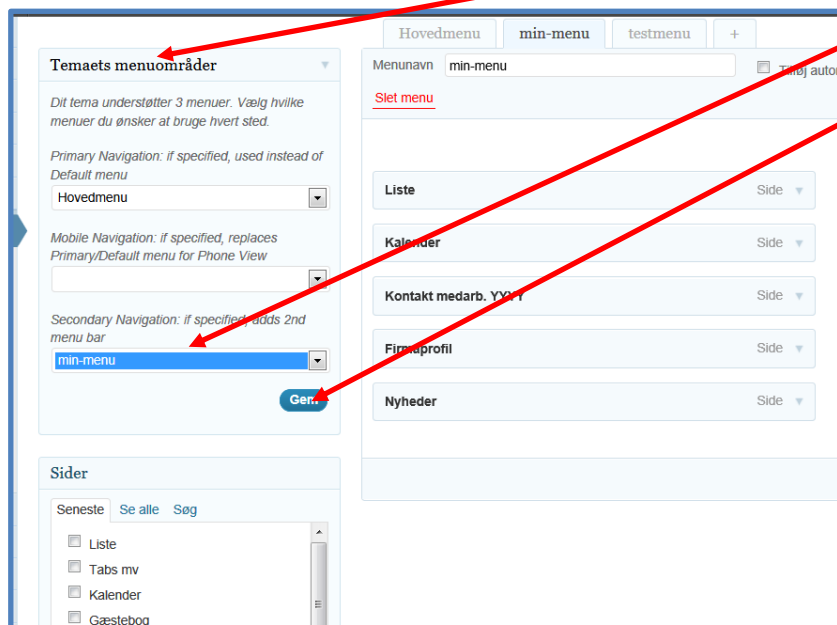 Hovedmenu min-menu testmenu +
Temaets menuområder
Dit tema understøtter 3 menuer. Vælg hvilke
menuer du ønsker at bruge hvert sted.
Primary Navigation: if specified, used instead of
Default menu
Hovedmenu
Mobile Navigation: if specified, replaces
Primary/Default menu for Phone View
Secondary Navigation: if specified, adds 2nd
menu bar
min-menu
Gem
Menunavn min-menu
Tilføj autom
Slet menu
Liste Side
Kalender Side
Kontakt medarb. YYYY Side
Firmaprofil Side
Nyheder Side
Sider
Seneste Se alle Søg
Liste
Tabs mv
Kalender
Gæstebog